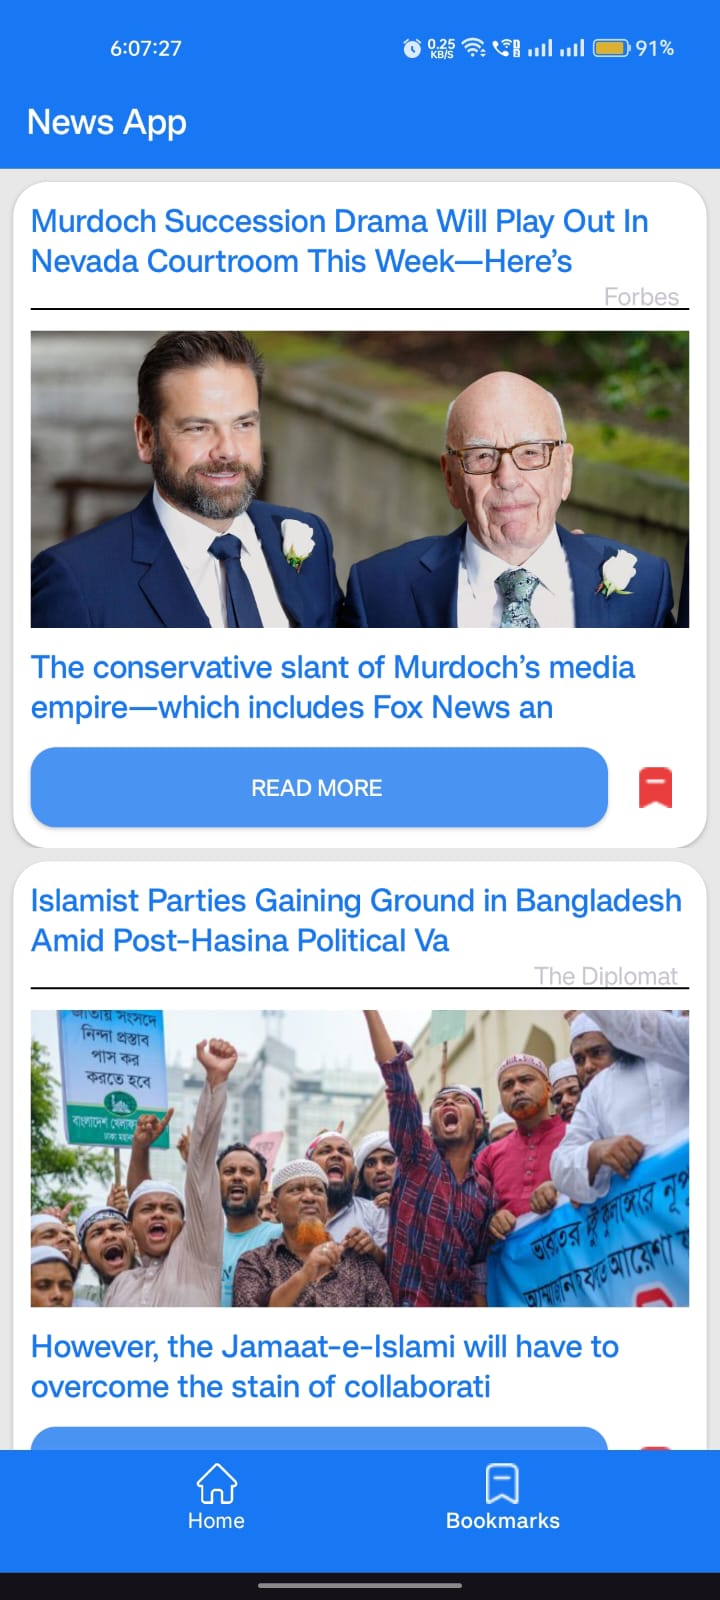 6:07:27
0.25
KB/S
91%
News App
Murdoch Succession Drama Will Play Out In
Nevada Courtroom This Week—Here’s
Forbes
The conservative slant of Murdoch’s media
empire—which includes Fox News an
READ MORE
Islamist Parties Gaining Ground in Bangladesh
Amid Post-Hasina Political Va
The Diplomat
জাতীয় সংসদে
নিন্দা প্রস্তাব
পাস কর
করতে হবে
বাংলাদেশ
ভারতের
However, the Jamaat-e-Islami will have to
overcome the stain of collaborati
Home
Bookmarks